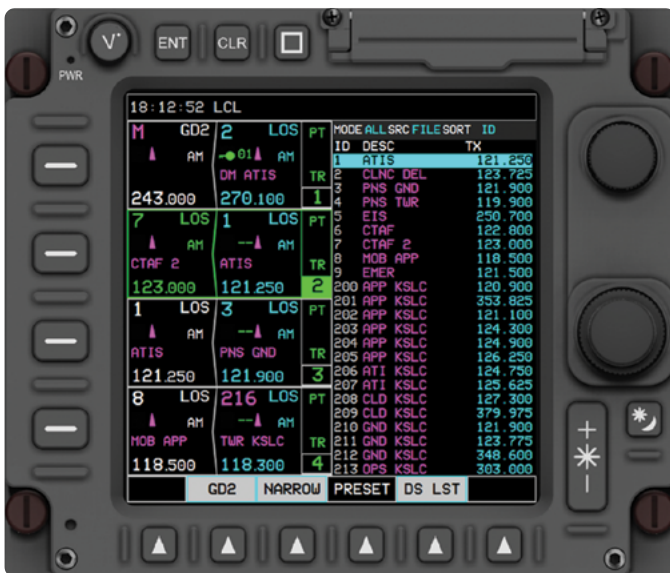 V*
ENT
CLR
PWR
18:12:52 LCL
M GD2
AM
243.000
2 LOS
01 AM
DM ATIS
270.100
PT
TR
1
7 LOS
AM
CTAF 2
123.000
1 LOS
-- AM
ATIS
121.250
PT
TR
2
1 LOS
AM
ATIS
121.250
3 LOS
-- AM
PNS GND
121.900
PT
TR
3
8 LOS
AM
MOB APP
118.500
216 LOS
-- AM
TWR KSLC
118.300
PT
TR
4
MODE ALL SRC FILE SORT ID
ID DESC TX
1 ATIS 121.250
2 CLNC DEL 123.725
3 PNS GND 121.900
4 PNS TWR 119.900
5 EIS 250.700
6 CTAF 122.800
7 CTAF 2 123.000
8 MOB APP 118.500
9 EMER 121.500
200 APP KSLC 120.900
201 APP KSLC 353.825
202 APP KSLC 121.100
203 APP KSLC 124.300
204 APP KSLC 124.900
205 APP KSLC 126.250
206 ATI KSLC 124.750
207 ATI KSLC 125.625
208 CLD KSLC 127.300
209 CLD KSLC 379.975
210 GND KSLC 121.900
211 GND KSLC 123.775
212 GND KSLC 348.600
213 OPS KSLC 303.000
GD2 NARROW PRESET DS LST